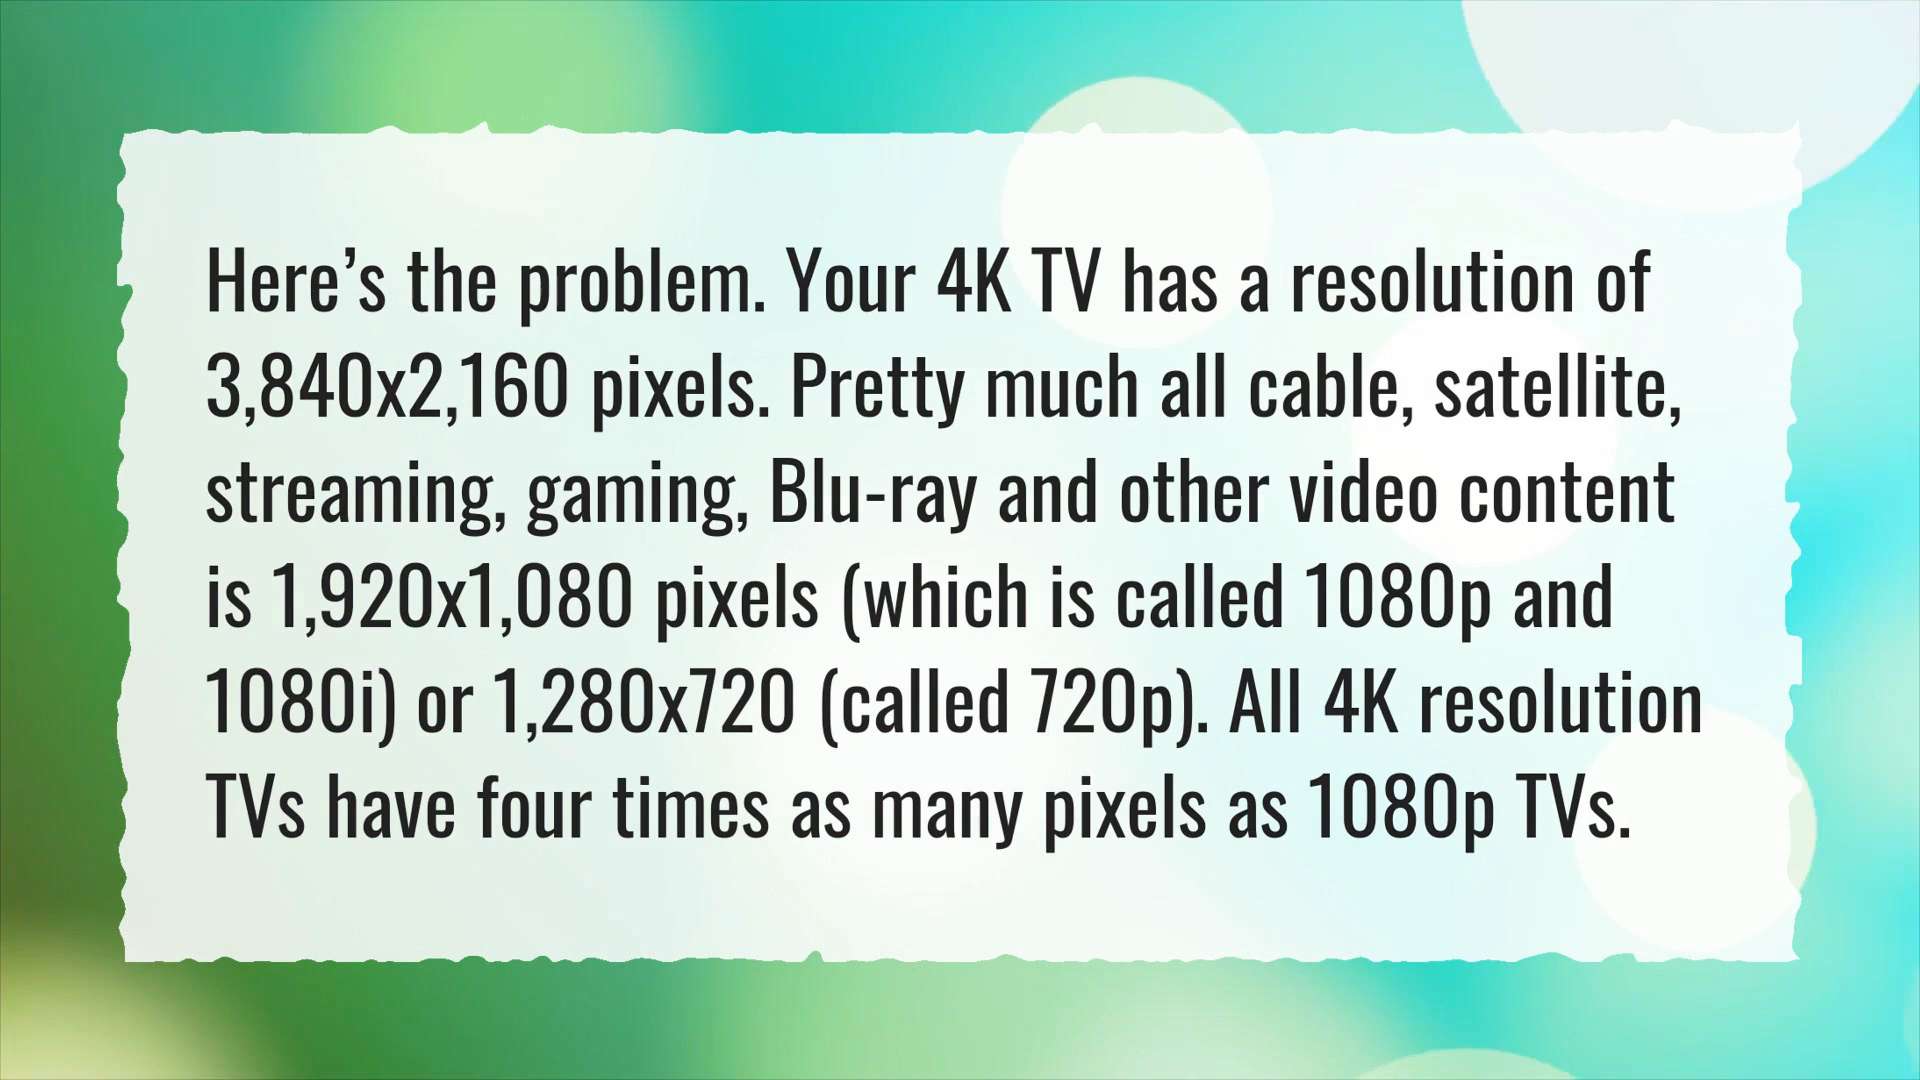 Here’s the problem. Your 4K TV has a resolution of
3,840x2,160 pixels. Pretty much all cable, satellite,
streaming, gaming, Blu-ray and other video content
is 1,920x1,080 pixels (which is called 1080p and
1080i) or 1,280x720 (called 720p). All 4K resolution
TVs have four times as many pixels as 1080p TVs.